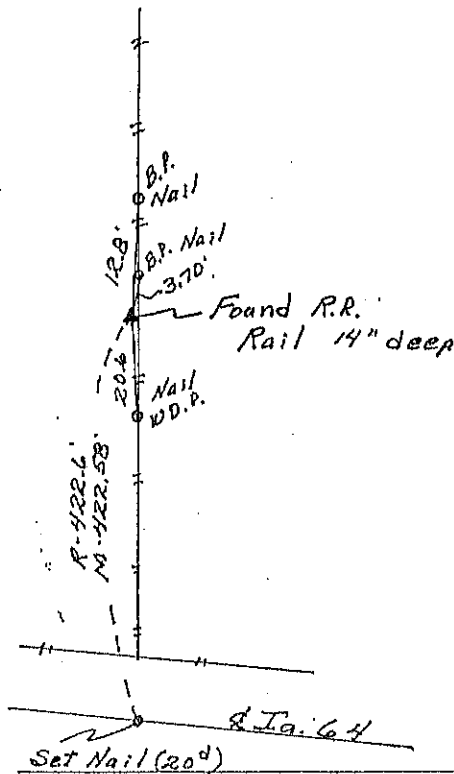 B.P.
Nail
12.8'
B.P. Nail
3.70'
Found R.R.
Rail 14" deep
20.6
Nail
W.D.P.
R-422.6'
M-422.58'
℄ Ia. 64
Set Nail (20d)